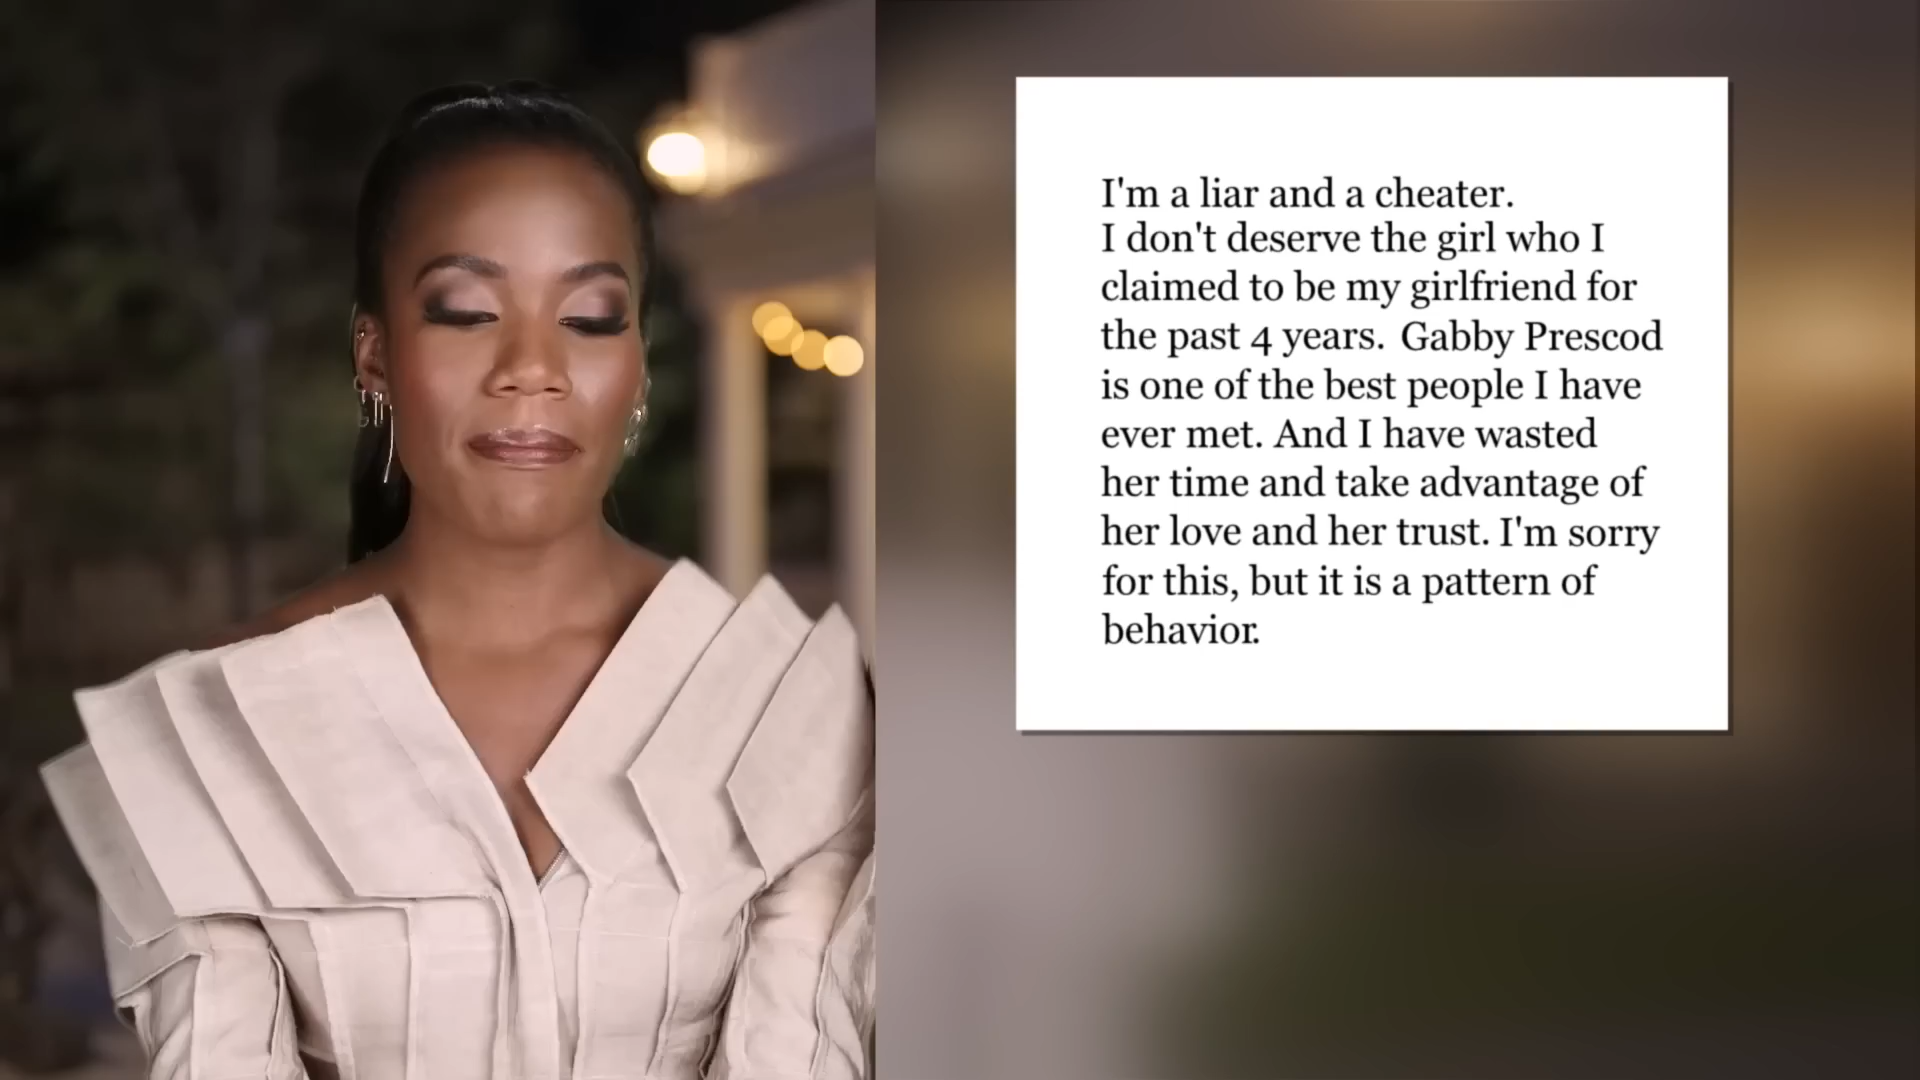 I'm a liar and a cheater.
I don't deserve the girl who I
claimed to be my girlfriend for
the past 4 years. Gabby Prescod
is one of the best people I have
ever met. And I have wasted
her time and take advantage of
her love and her trust. I'm sorry
for this, but it is a pattern of
behavior.